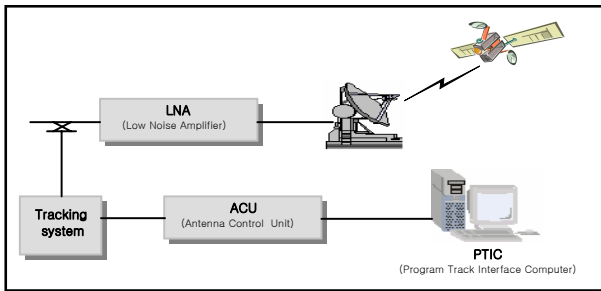 LNA
(Low Noise Amplifier)
Tracking
system
ACU
(Antenna Control Unit)
PTIC
(Program Track Interface Computer)